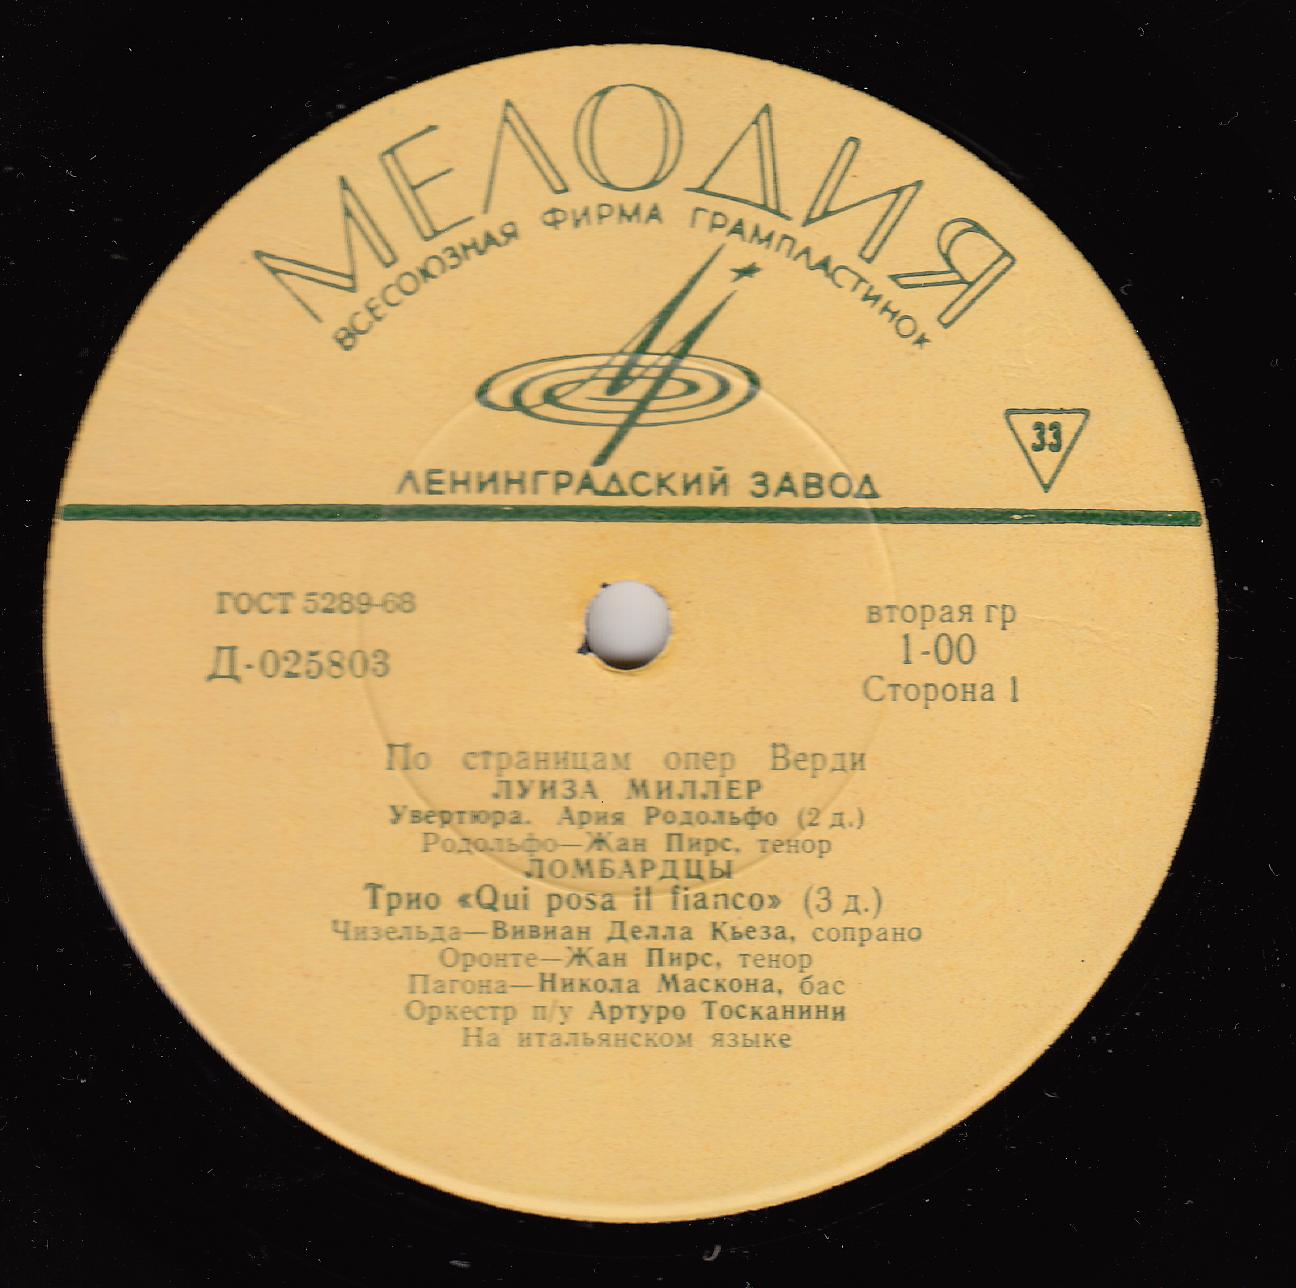 МЕЛОДИЯ
ВСЕСОЮЗНАЯ ФИРМА ГРАМПЛАСТИНОК
33
ЛЕНИНГРАДСКИЙ ЗАВОД
ГОСТ 5289-68
Д-025803
вторая гр
1-00
Сторона 1
По страницам опер Верди
ЛУИЗА МИЛЛЕР
Увертюра. Ария Родольфо (2 д.)
Родольфо—Жан Пирс, тенор
ЛОМБАРДЦЫ
Трио «Qui posa il fianco» (3 д.)
Чизельда—Вивиан Делла Кьеза, сопрано
Оронте—Жан Пирс, тенор
Пагона—Никола Маскона, бас
Оркестр п/у Артуро Тосканини
На итальянском языке